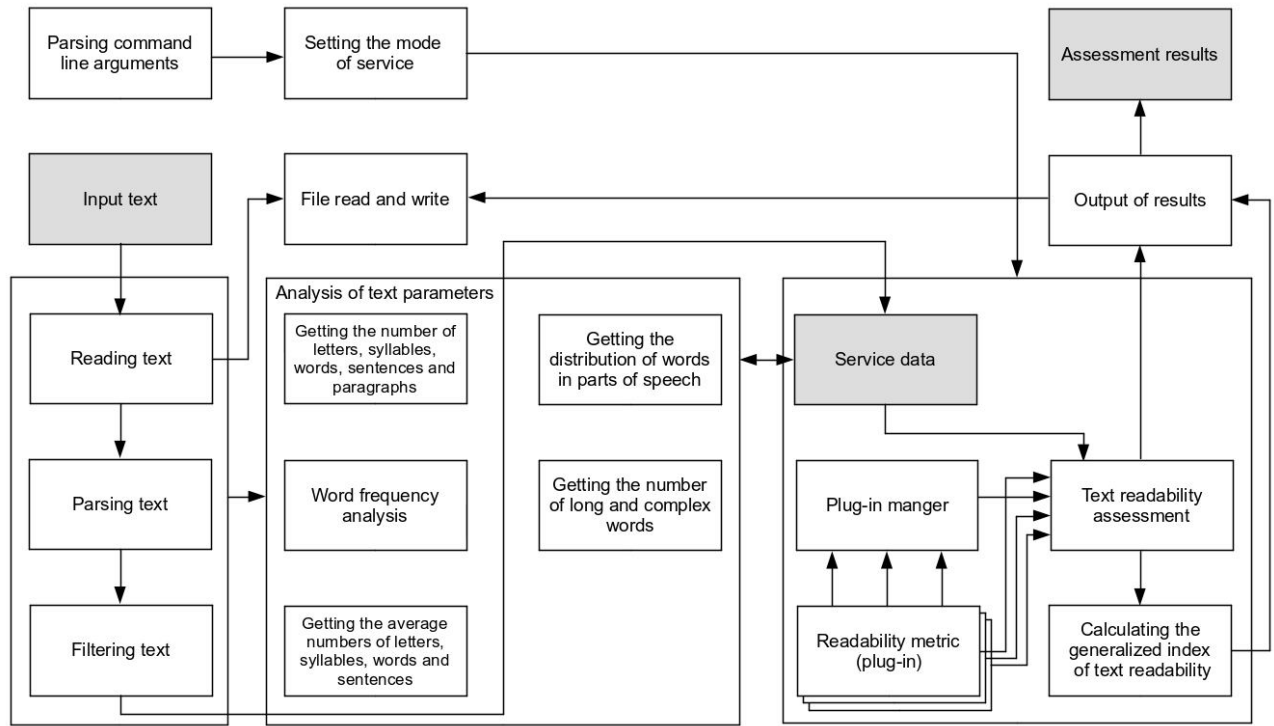 Parsing command
line arguments
Setting the mode
of service
Assessment results
Input text
File read and write
Output of results
Reading text
Parsing text
Filtering text
Analysis of text parameters
Getting the number of
letters, syllables,
words, sentences and
paragraphs
Getting the
distribution of words
in parts of speech
Word frequency
analysis
Getting the number
of long and complex
words
Getting the average
numbers of letters,
syllables, words and
sentences
Service data
Plug-in manger
Text readability
assessment
Readability metric
(plug-in)
Calculating the
generalized index
of text readability